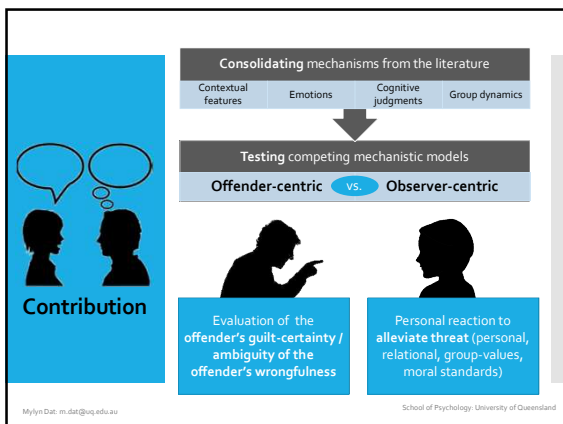 Contribution
Consolidating mechanisms from the literature
Contextual
features
Emotions
Cognitive
judgments
Group dynamics
Testing competing mechanistic models
Offender-centric
vs.
Observer-centric
Evaluation of the
offender's guilt-certainty /
ambiguity of the
offender's wrongfulness
Personal reaction to
alleviate threat (personal,
relational, group-values,
moral standards)
Mylyn Dat: m.dat@uq.edu.au
School of Psychology: University of Queensland